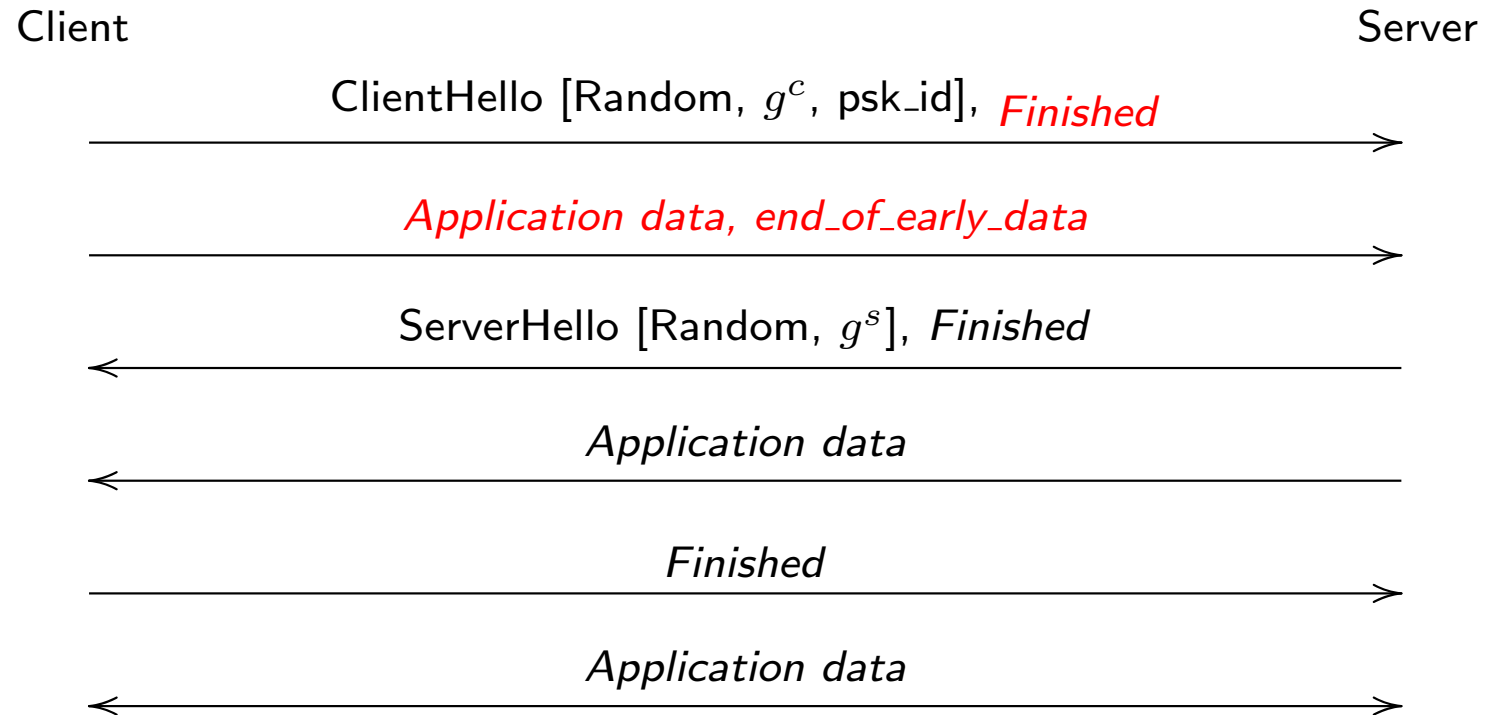 Client Server
ClientHello [Random, g^c, psk_id], Finished
Application data, end_of_early_data
ServerHello [Random, g^s], Finished
Application data
Finished
Application data